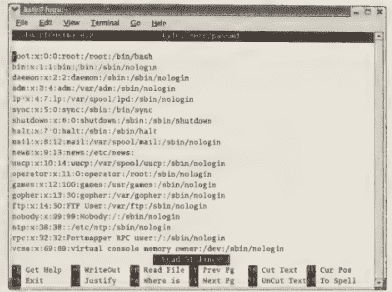 File Edit View Terminal Go Help
root:x:0:0:root:/root:/bin/bash
bin:x:1:1:bin:/bin:/sbin/nologin
daemon:x:2:2:daemon:/sbin:/sbin/nologin
adm:x:3:4:adm:/var/adm:/sbin/nologin
lp:x:4:7:lp:/var/spool/lpd:/sbin/nologin
sync:x:5:0:sync:/sbin:/bin/sync
shutdown:x:6:0:shutdown:/sbin:/sbin/shutdown
halt:x:7:0:halt:/sbin:/sbin/halt
mail:x:8:12:mail:/var/spool/mail:/sbin/nologin
news:x:9:13:news:/etc/news:
uucp:x:10:14:uucp:/var/spool/uucp:/sbin/nologin
operator:x:11:0:operator:/root:/sbin/nologin
games:x:12:100:games:/usr/games:/sbin/nologin
gopher:x:13:30:gopher:/var/gopher:/sbin/nologin
ftp:x:14:50:FTP User:/var/ftp:/sbin/nologin
nobody:x:99:99:Nobody:/:/sbin/nologin
ntp:x:38:38::/etc/ntp:/sbin/nologin
rpc:x:32:32:Portmapper RPC user:/:/sbin/nologin
vcsa:x:69:69:virtual console memory owner:/dev:/sbin/nologin
Get Help WriteOut Read File Prev Pg Cut Text Cur Pos
Exit Justify Where is Next Pg UnCut Text To Spell